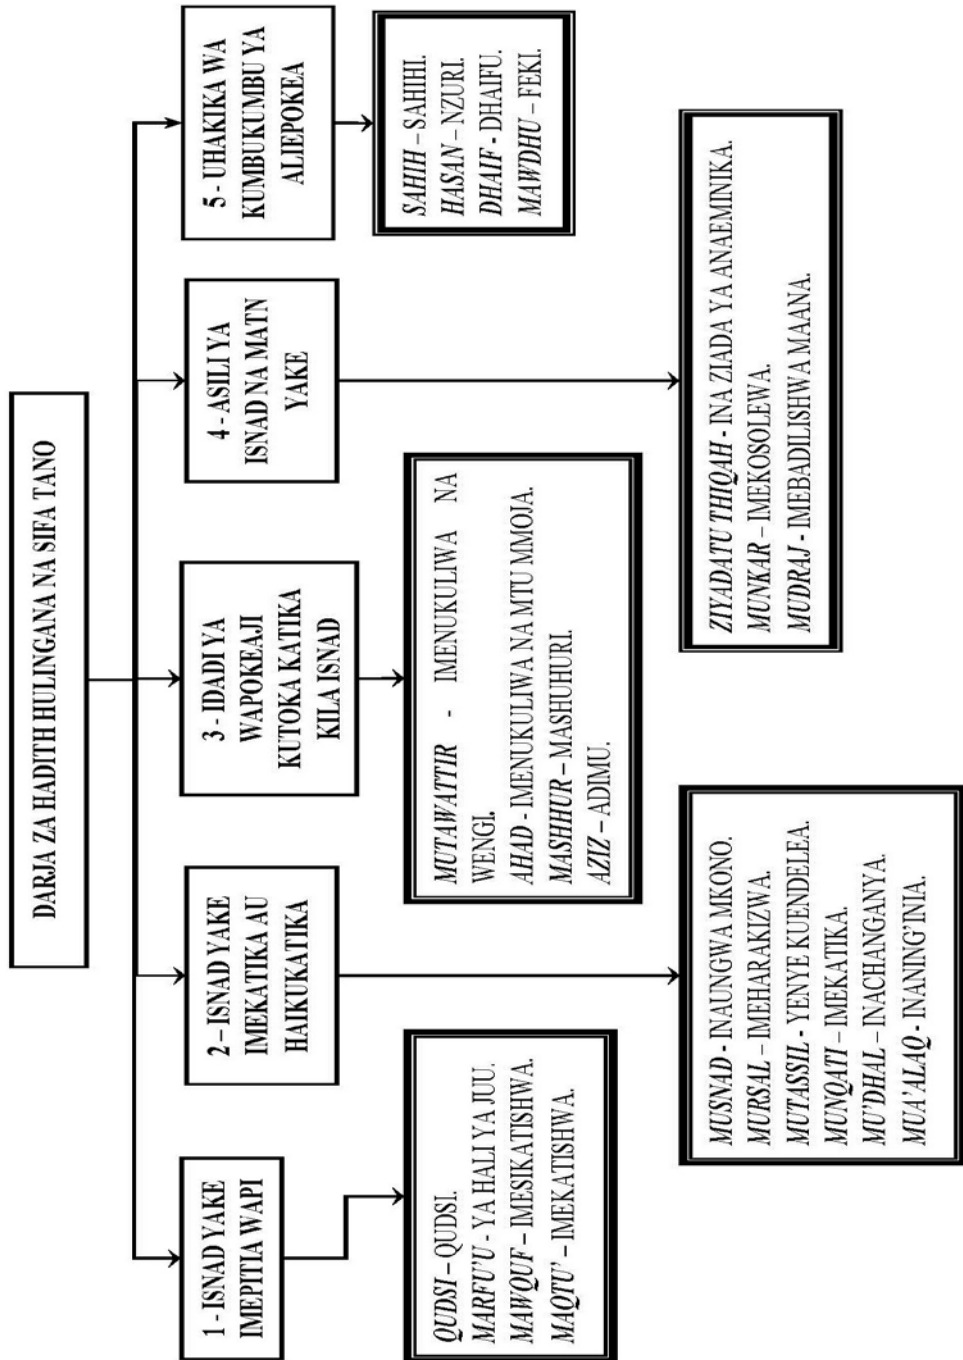 DARJA ZA HADITH HULINGANA NA SIFA TANO
1 - ISNAD YAKE
IMEPITIA WAPI
QUDSI – QUDSI.
MARFU'U - YA HALI YA JUU.
MAWQUF – IMESIKATISHWA.
MAQTU' – IMEKATISHWA.
2 – ISNAD YAKE
IMEKATIKA AU
HAIKUKATIKA
MUSNAD - INAUNGWA MKONO.
MURSAL – IMEHARAKIZWA.
MUTASSIL - YENYE KUENDELEA.
MUNQATI – IMEKATIKA.
MU'DHAL – INACHANGANYA.
MUA'ALAQ - INANING'INIA.
3 - IDADI YA
WAPOKEAJI
KUTOKA KATIKA
KILA ISNAD
MUTAWATTIR - IMENUKULIWA NA
WENGI.
AHAD - IMENUKULIWA NA MTU MMOJA.
MASHHUR – MASHUHURI.
AZIZ – ADIMU.
4 - ASILI YA
ISNAD NA MATN
YAKE
ZIYADATU THIQAH - INA ZIADA YA ANAEMINIKA.
MUNKAR – IMEKOSOLEWA.
MUDRAJ - IMEBADILISHWA MAANA.
5 - UHAKIKA WA
KUMBUKUMBU YA
ALIEPOKEA
SAHIH – SAHIHI.
HASAN – NZURI.
DHAIF - DHAIFU.
MAWDHU – FEKI.